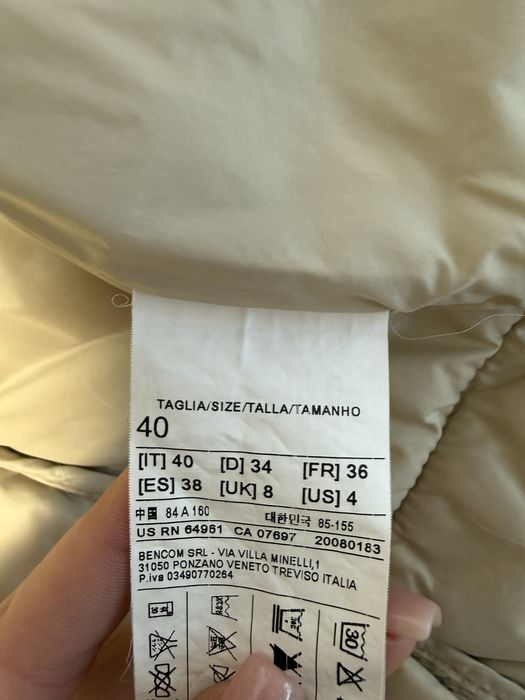 TAGLIA/SIZE/TALLA/TAMANHO
40
[IT] 40 [D] 34 [FR] 36
[ES] 38 [UK] 8 [US] 4
中國 84 A 160 대한민국 85-155
US RN 64961 CA 07697 20080183
BENCOM SRL - VIA VILLA MINELLI,1
31050 PONZANO VENETO TREVISO ITALIA
P.iva 03490770264